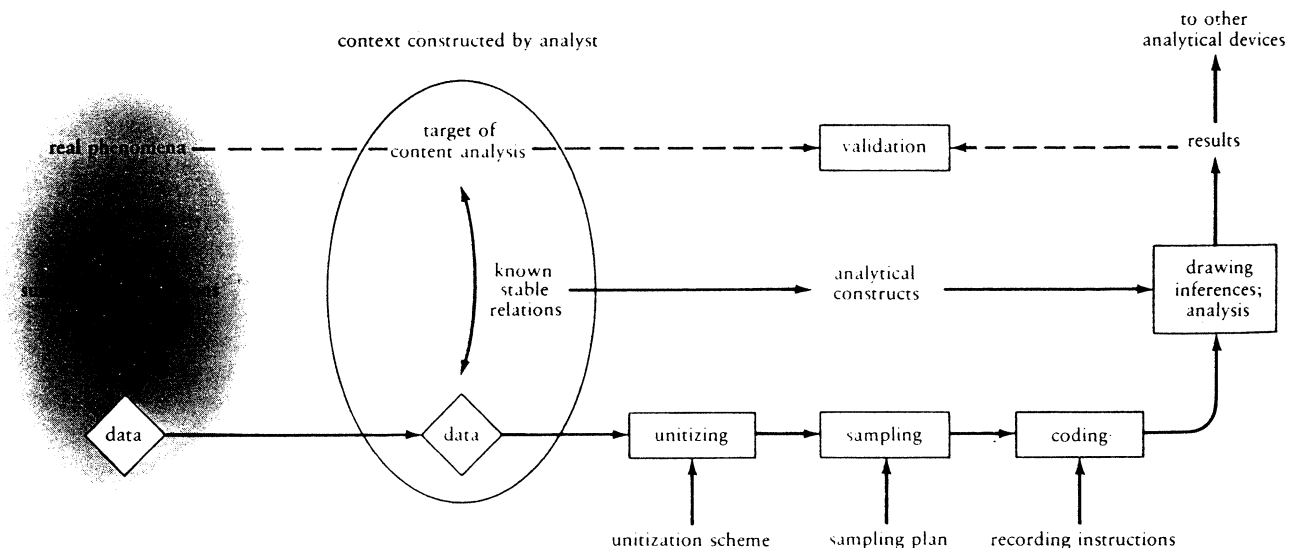 to other
analytical devices
context constructed by analyst
real phenomena
target of
content analysis
validation
results
known
stable
relations
analytical
constructs
drawing
inferences;
analysis
data
data
unitizing
sampling
coding
unitization scheme
sampling plan
recording instructions